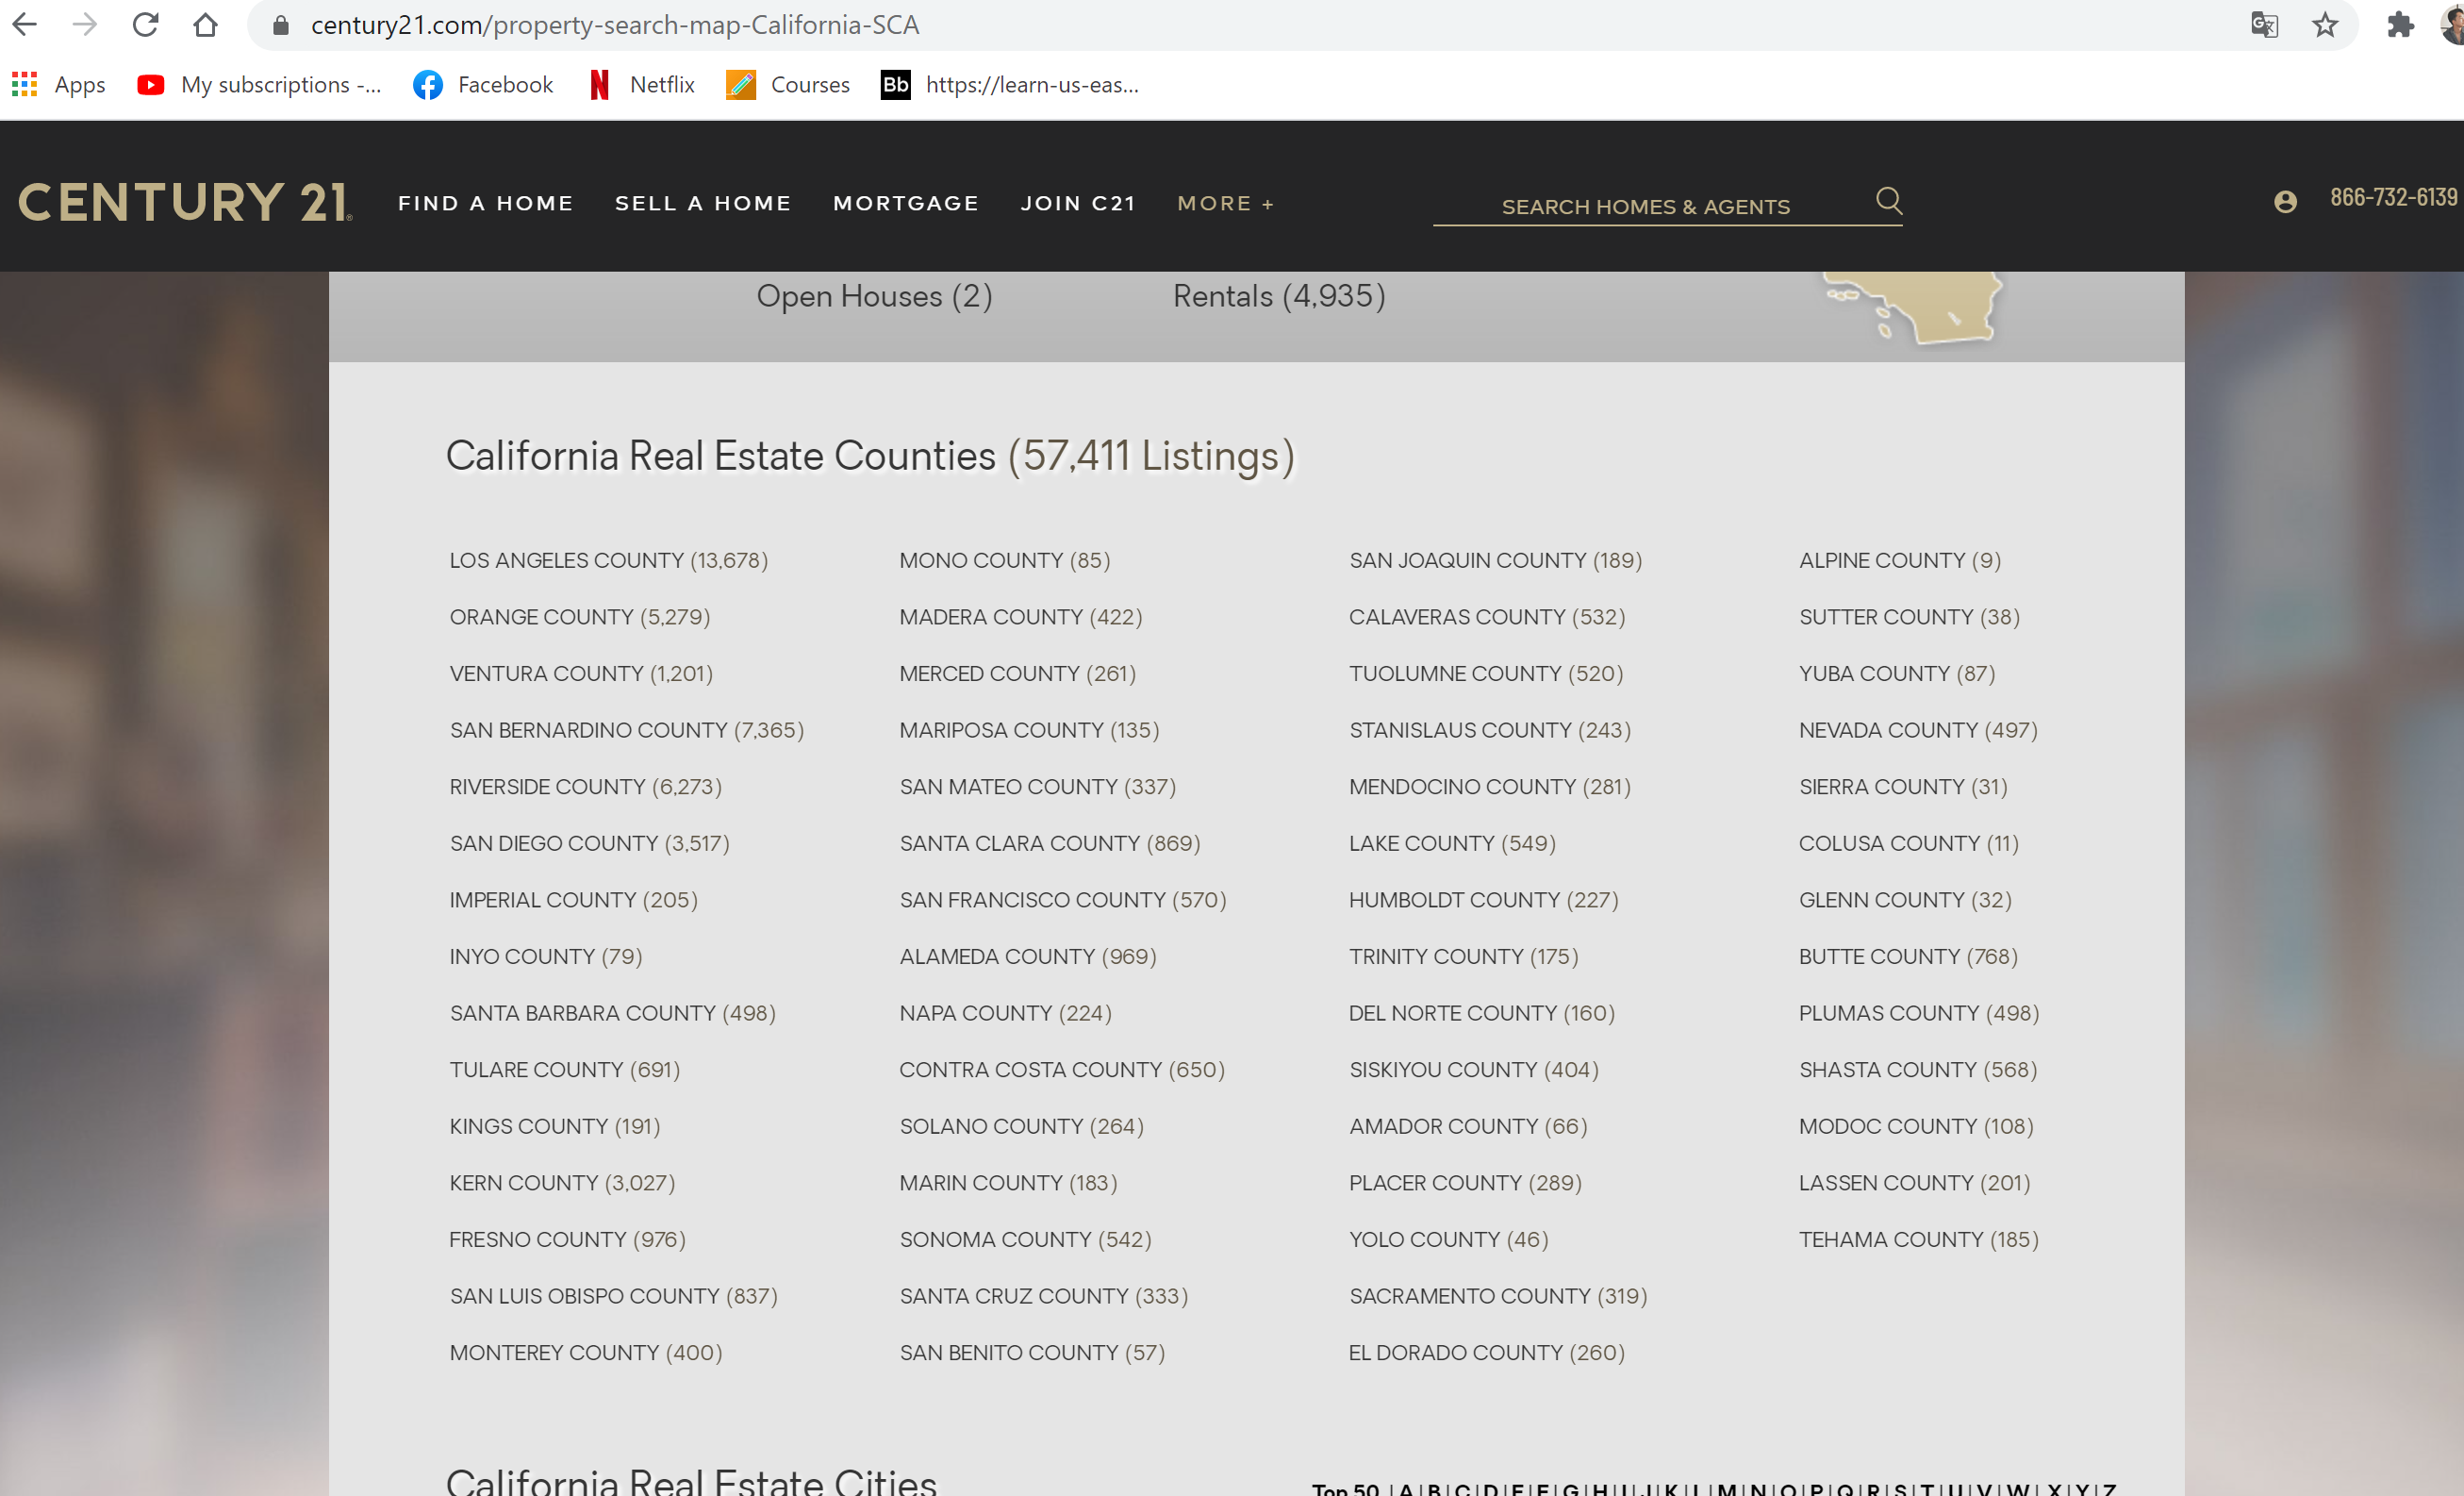 century21.com/property-search-map-California-SCA
Apps My subscriptions -... Facebook Netflix Courses Bb https://learn-us-eas...
CENTURY 21® FIND A HOME SELL A HOME MORTGAGE JOIN C21 MORE + SEARCH HOMES & AGENTS 866-732-6139
Open Houses (2) Rentals (4,935)
California Real Estate Counties (57,411 Listings)
LOS ANGELES COUNTY (13,678) MONO COUNTY (85) SAN JOAQUIN COUNTY (189) ALPINE COUNTY (9)
ORANGE COUNTY (5,279) MADERA COUNTY (422) CALAVERAS COUNTY (532) SUTTER COUNTY (38)
VENTURA COUNTY (1,201) MERCED COUNTY (261) TUOLUMNE COUNTY (520) YUBA COUNTY (87)
SAN BERNARDINO COUNTY (7,365) MARIPOSA COUNTY (135) STANISLAUS COUNTY (243) NEVADA COUNTY (497)
RIVERSIDE COUNTY (6,273) SAN MATEO COUNTY (337) MENDOCINO COUNTY (281) SIERRA COUNTY (31)
SAN DIEGO COUNTY (3,517) SANTA CLARA COUNTY (869) LAKE COUNTY (549) COLUSA COUNTY (11)
IMPERIAL COUNTY (205) SAN FRANCISCO COUNTY (570) HUMBOLDT COUNTY (227) GLENN COUNTY (32)
INYO COUNTY (79) ALAMEDA COUNTY (969) TRINITY COUNTY (175) BUTTE COUNTY (768)
SANTA BARBARA COUNTY (498) NAPA COUNTY (224) DEL NORTE COUNTY (160) PLUMAS COUNTY (498)
TULARE COUNTY (691) CONTRA COSTA COUNTY (650) SISKIYOU COUNTY (404) SHASTA COUNTY (568)
KINGS COUNTY (191) SOLANO COUNTY (264) AMADOR COUNTY (66) MODOC COUNTY (108)
KERN COUNTY (3,027) MARIN COUNTY (183) PLACER COUNTY (289) LASSEN COUNTY (201)
FRESNO COUNTY (976) SONOMA COUNTY (542) YOLO COUNTY (46) TEHAMA COUNTY (185)
SAN LUIS OBISPO COUNTY (837) SANTA CRUZ COUNTY (333) SACRAMENTO COUNTY (319)
MONTEREY COUNTY (400) SAN BENITO COUNTY (57) EL DORADO COUNTY (260)
California Real Estate Cities Top 50 | A | B | C | D | E | F | G | H | I | J | K | L | M | N | O | P | Q | R | S | T | U | V | W | X | Y | Z